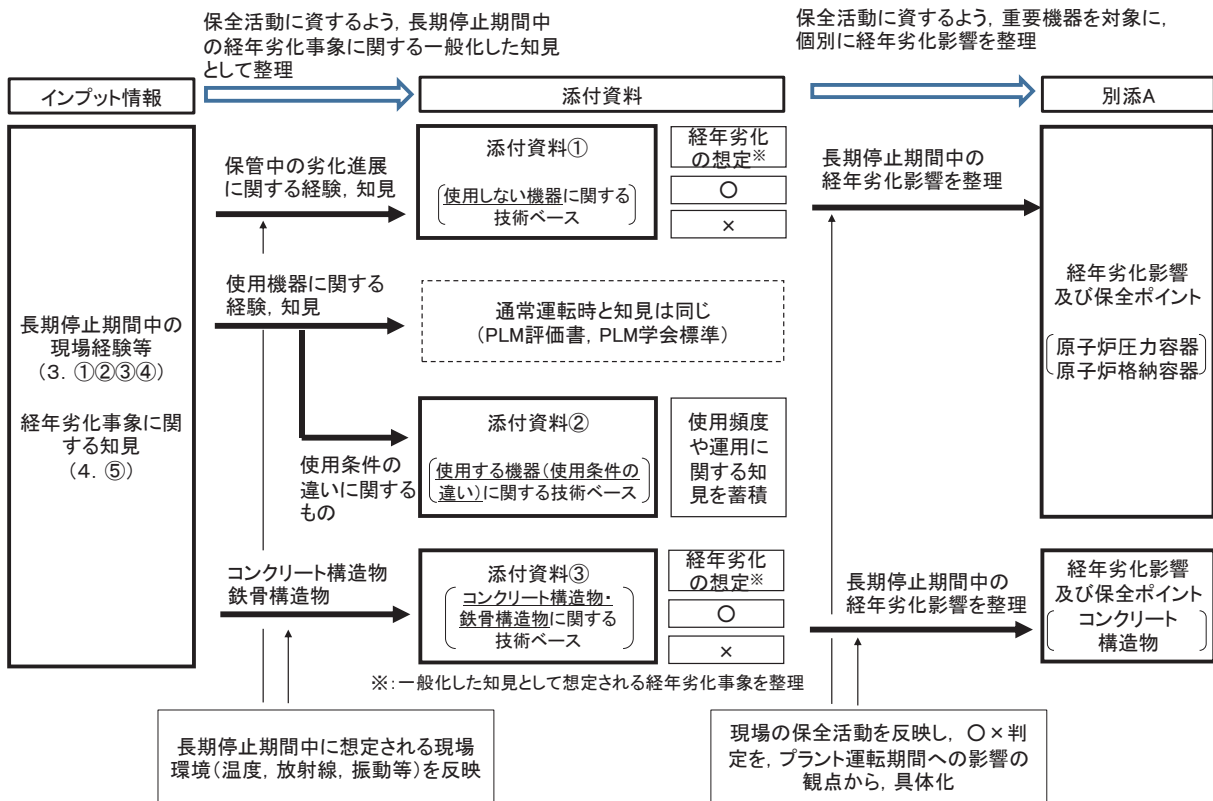 保全活動に資するよう，長期停止期間中
の経年劣化事象に関する一般化した知見
として整理
保全活動に資するよう，重要機器を対象に，
個別に経年劣化影響を整理
インプット情報
添付資料
別添A
長期停止期間中の
現場経験等
（３．①②③④）
経年劣化事象に関
する知見
（４．⑤）
保管中の劣化進展
に関する経験，知見
添付資料①
使用しない機器に関する
技術ベース
経年劣化
の想定※
○
×
長期停止期間中の
経年劣化影響を整理
使用機器に関する
経験，知見
通常運転時と知見は同じ
（PLM評価書，PLM学会標準）
使用条件の
違いに関する
もの
添付資料②
使用する機器（使用条件の
違い）に関する技術ベース
使用頻度
や運用に
関する知
見を蓄積
経年劣化影響
及び保全ポイント
原子炉圧力容器
原子炉格納容器
コンクリート構造物
鉄骨構造物
添付資料③
コンクリート構造物・
鉄骨構造物に関する
技術ベース
経年劣化
の想定※
○
×
長期停止期間中の
経年劣化影響を整理
経年劣化影響
及び保全ポイント
コンクリート
構造物
※：一般化した知見として想定される経年劣化事象を整理
長期停止期間中に想定される現場
環境（温度，放射線，振動等）を反映
現場の保全活動を反映し，○×判
定を，プラント運転期間への影響の
観点から，具体化